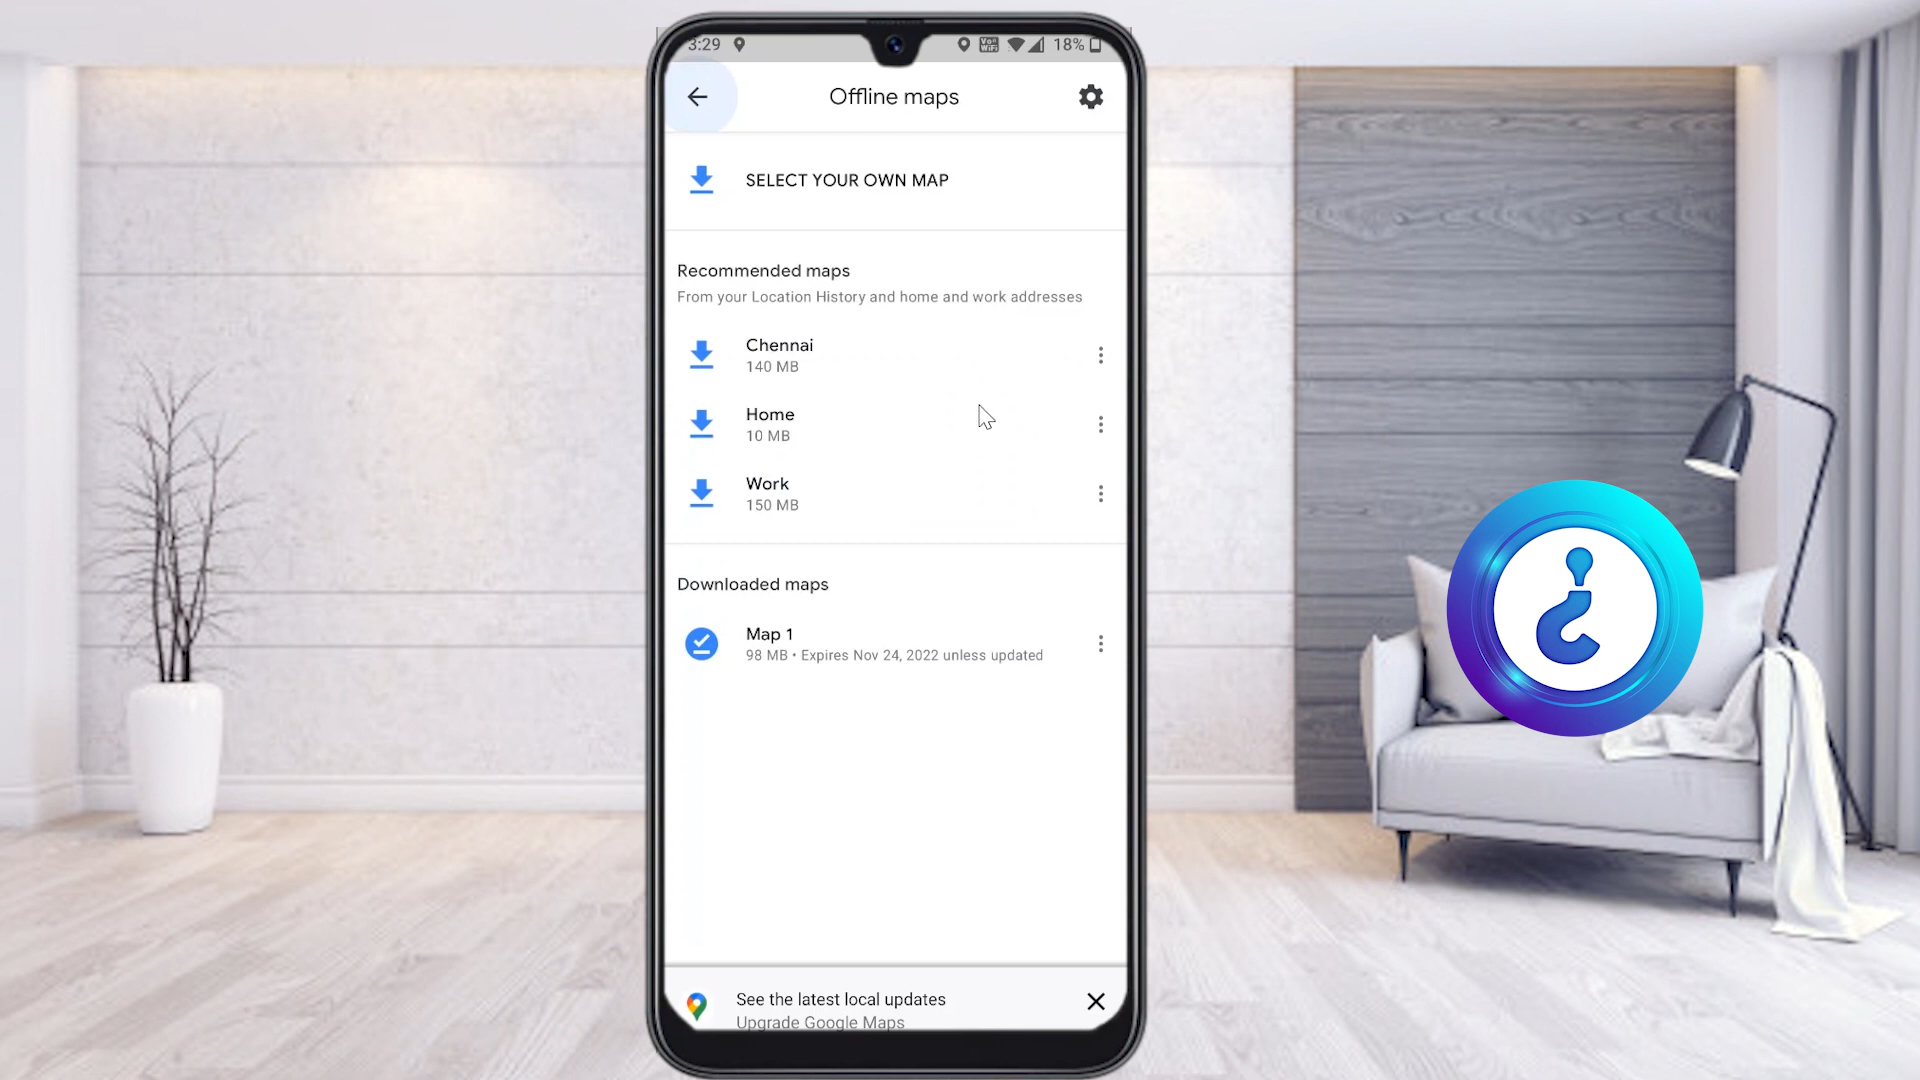 3:29
Vo WiFi 18%
Offline maps
SELECT YOUR OWN MAP
Recommended maps
From your Location History and home and work addresses
Chennai
140 MB
Home
10 MB
Work
150 MB
Downloaded maps
Map 1
98 MB • Expires Nov 24, 2022 unless updated
See the latest local updates
Upgrade Google Maps